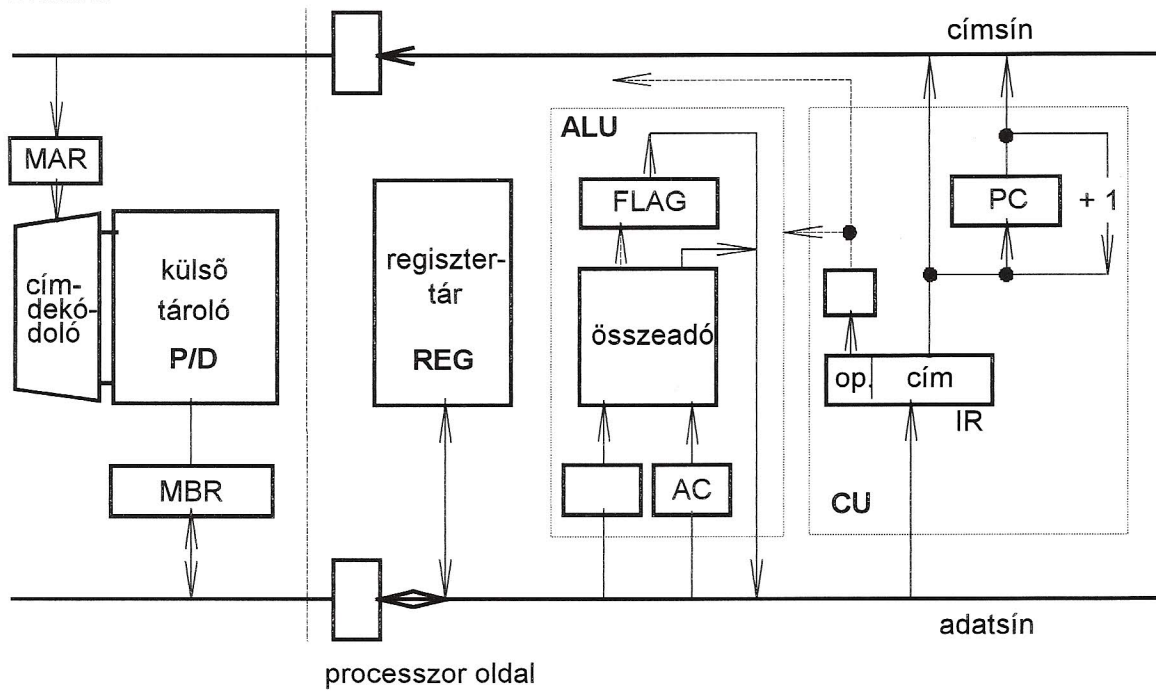 címsín
ALU
MAR
FLAG
PC
+ 1
cím-
dekó-
doló
külsõ
tároló
P/D
regiszter-
tár
REG
összeadó
op.
cím
IR
MBR
AC
CU
adatsín
processzor oldal